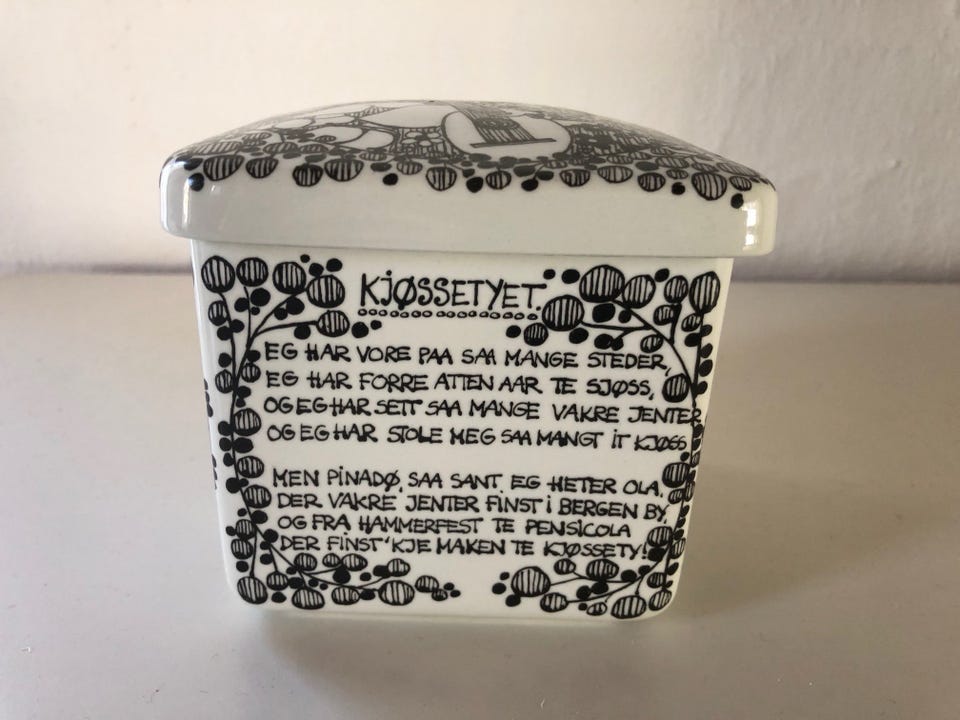 KJØSSETYET.
EG HAR VORE PAA SAA MANGE STEDER,
EG HAR FORRE ATTEN AAR TE SJØSS,
OG EG HAR SETT SAA MANGE VAKRE JENTER
OG EG HAR STOLE MEG SAA MANGT IT KJØSS
MEN PINADØ, SAA SANT EG HETER OLA,
DER VAKRE JENTER FINST I BERGEN BY
OG FRA HAMMERFEST TE PENSICOLA
DER FINST'KJE MAKEN TE KJØSSETY!